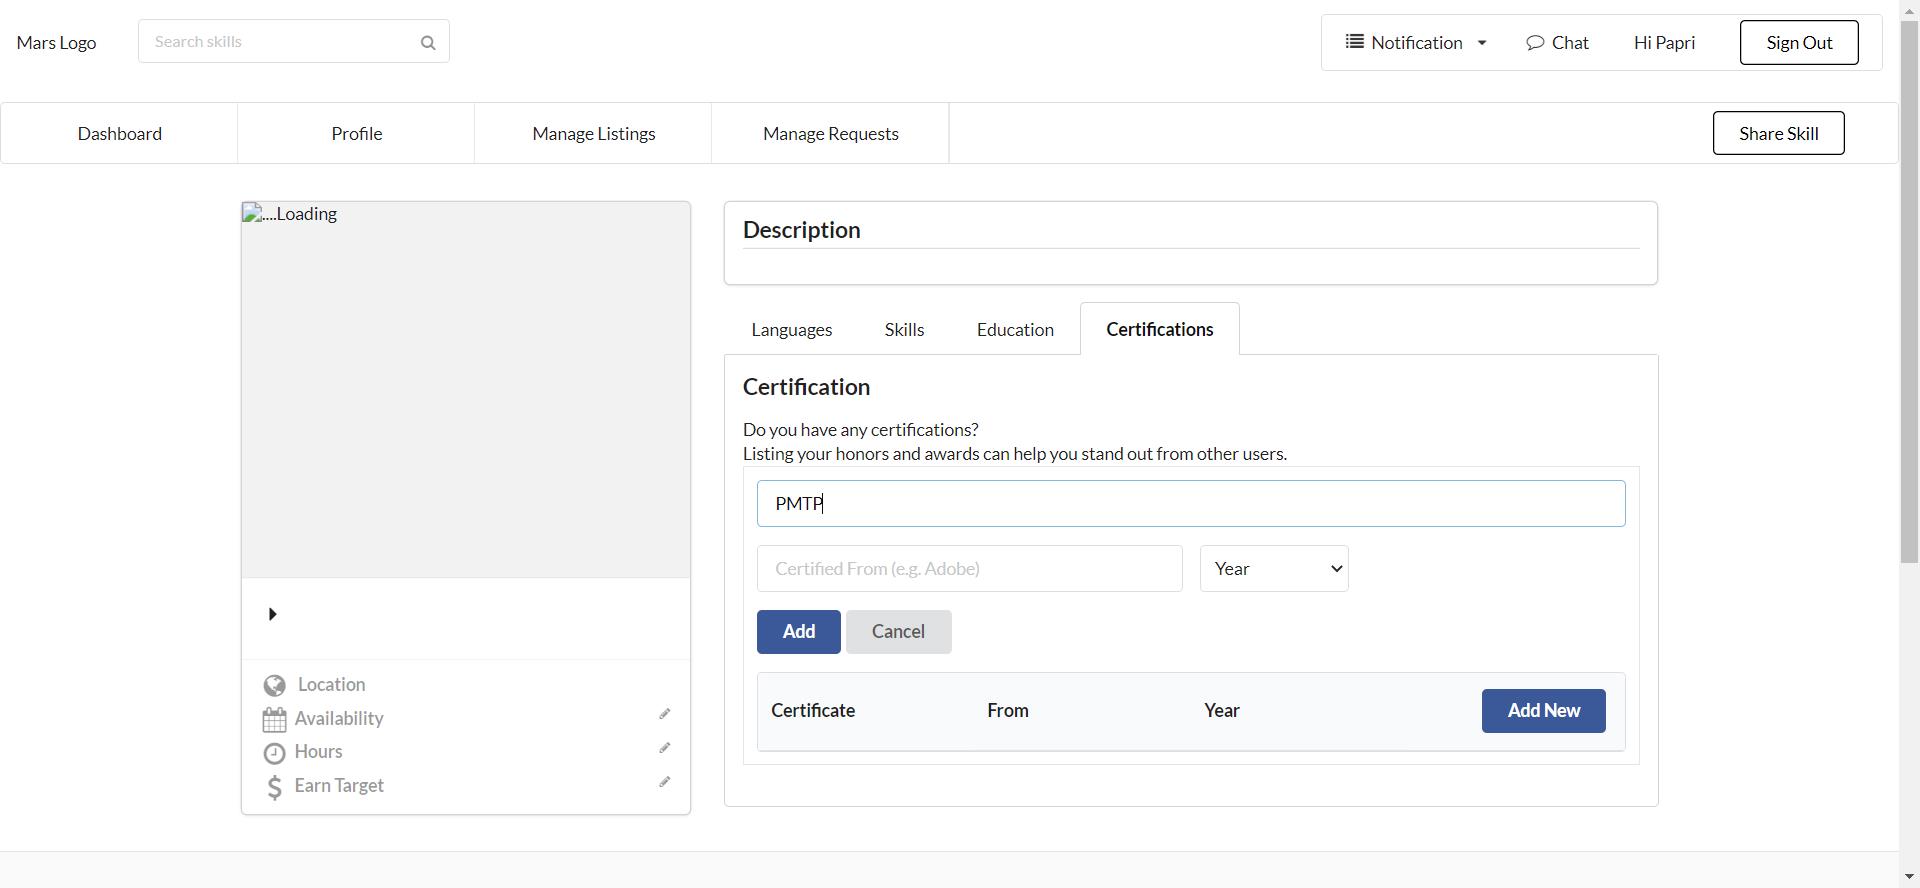 Mars Logo
Search skills
Notification
Chat
Hi Papri
Sign Out
Dashboard
Profile
Manage Listings
Manage Requests
Share Skill
....Loading
Location
Availability
Hours
Earn Target
Description
Languages
Skills
Education
Certifications
Certification
Do you have any certifications?
Listing your honors and awards can help you stand out from other users.
PMTP
Certified From (e.g. Adobe)
Year
Add
Cancel
Certificate
From
Year
Add New